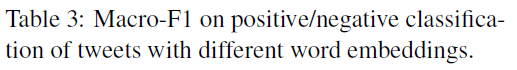 Table 3: Macro-F1 on positive/negative classifica-
tion of tweets with different word embeddings.